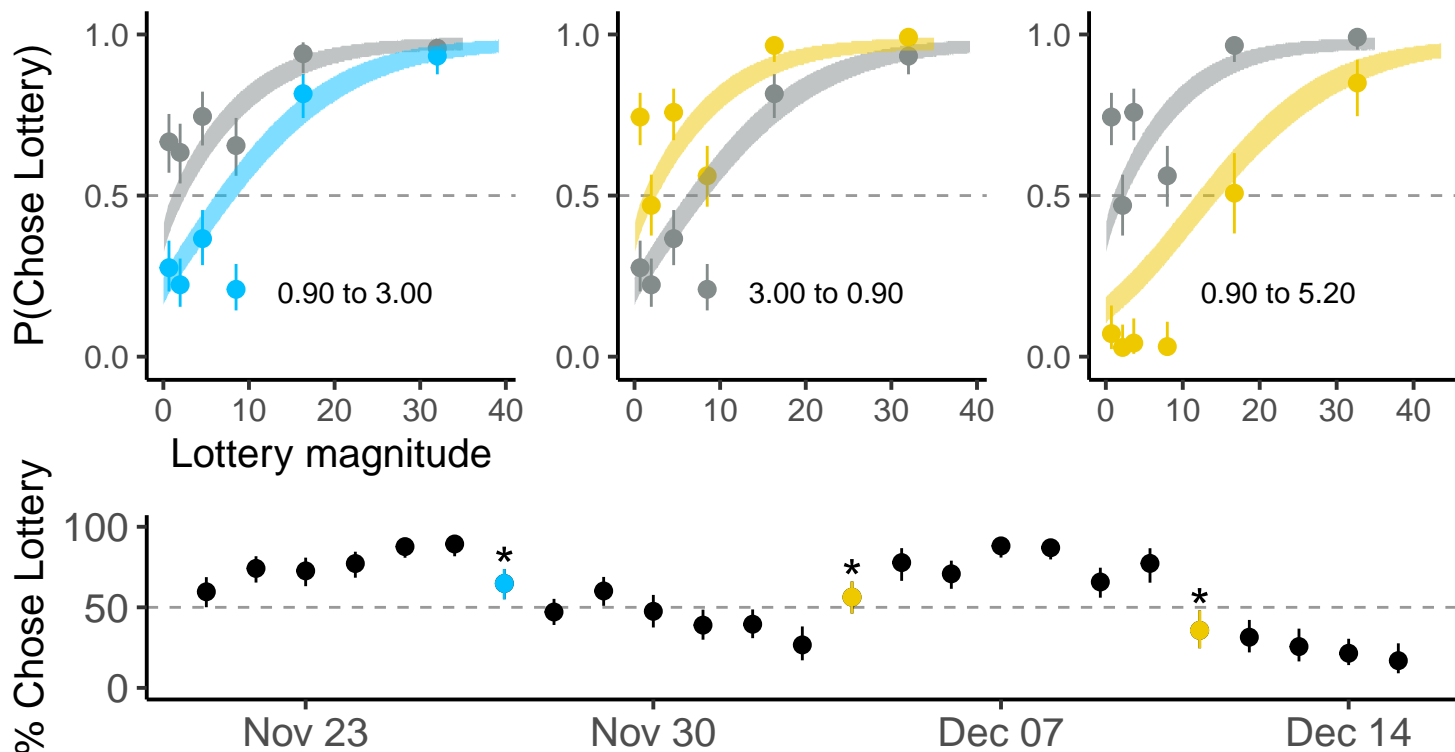 P(Chose Lottery)
1.0
0.5
0.0
0.90 to 3.00
0 10 20 30 40
1.0
0.5
0.0
3.00 to 0.90
0 10 20 30 40
1.0
0.5
0.0
0.90 to 5.20
0 10 20 30 40
Lottery magnitude
% Chose Lottery
100
50
0
* * *
Nov 23 Nov 30 Dec 07 Dec 14